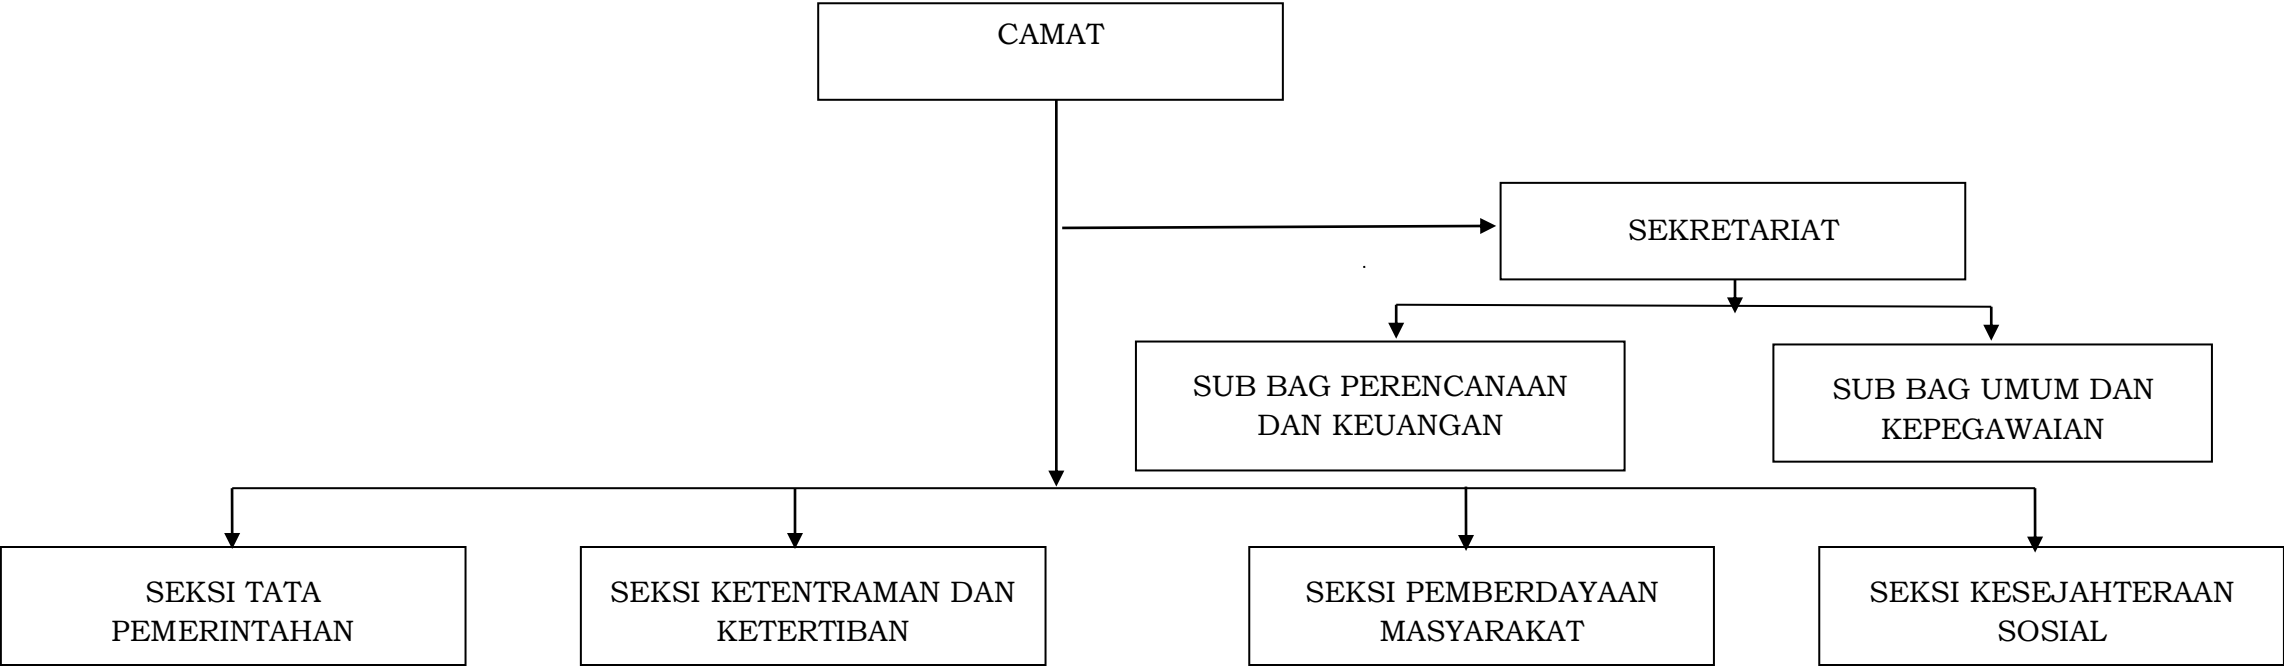 CAMAT
SEKRETARIAT
SUB BAG PERENCANAAN
DAN KEUANGAN
SUB BAG UMUM DAN
KEPEGAWAIAN
SEKSI TATA
PEMERINTAHAN
SEKSI KETENTRAMAN DAN
KETERTIBAN
SEKSI PEMBERDAYAAN
MASYARAKAT
SEKSI KESEJAHTERAAN
SOSIAL